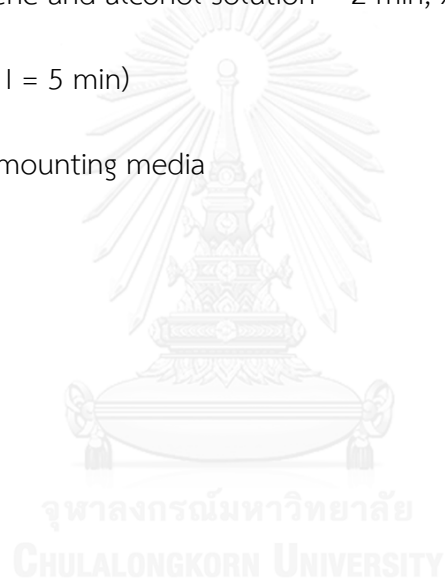 and alcohol solution = 2 min,
I = 5 min)
mounting media
จุฬาลงกรณ์มหาวิทยาลัย
CHULALONGKORN UNIVERSITY